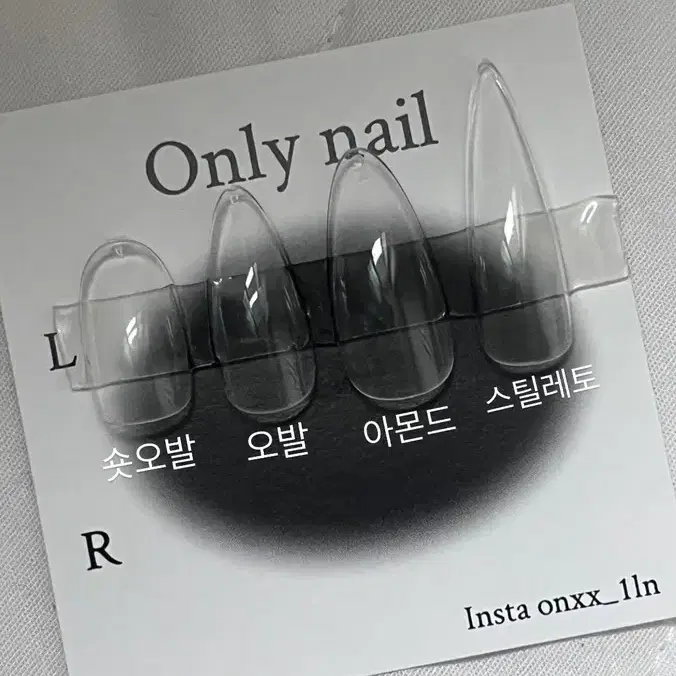 Only nail
L
숏오발
오발
아몬드
스틸레토
R
Insta onxx_1ln